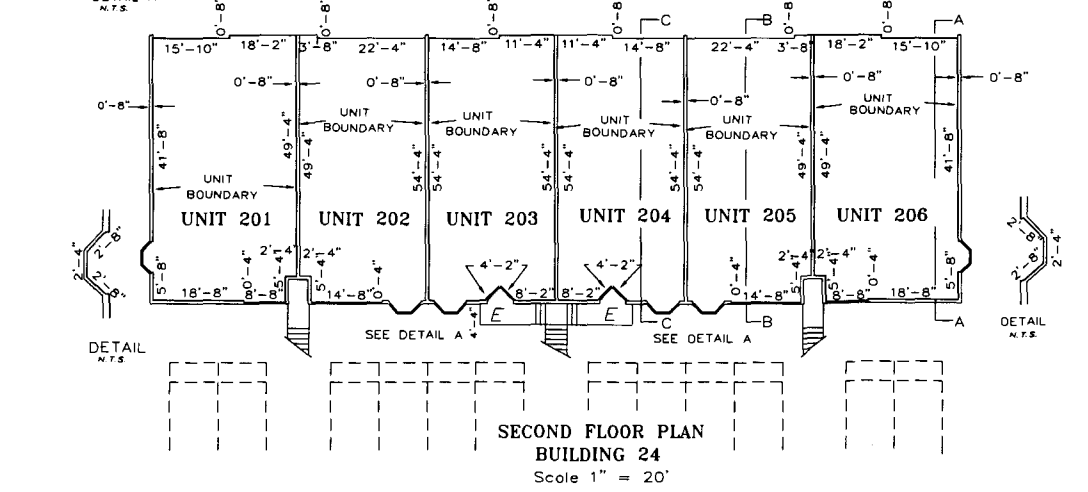 N.T.S.
0'-8" 0'-8" 0'-8" 0'-8" 0'-8" 0'-8"
C B A
15'-10" 18'-2" 3'-8" 22'-4" 14'-8" 11'-4" 11'-4" 14'-8" 22'-4" 3'-8" 18'-2" 15'-10"
0'-8" 0'-8" 0'-8" 0'-8" 0'-8" 0'-8"
0'-8"
UNIT BOUNDARY
UNIT BOUNDARY
UNIT BOUNDARY
UNIT BOUNDARY
UNIT BOUNDARY
41'-8" 49'-4" 49'-4" 54'-4" 54'-4" 54'-4" 54'-4" 54'-4" 54'-4" 49'-4" 49'-4" 41'-8"
UNIT BOUNDARY
UNIT 201 UNIT 202 UNIT 203 UNIT 204 UNIT 205 UNIT 206
2'-4" 2'-8" 2'-8"
2'-8" 2'-8" 2'-4"
2'-4" 2'-4" 2'-4" 2'-4"
5'-8" 0'-4" 5'-4" 5'-4" 0'-4" 4'-2" 4'-2" 0'-4" 5'-4" 5'-4" 0'-4" 5'-8"
18'-8" 8'-8" 14'-8" 8'-2" 8'-2" 14'-8" 8'-8" 18'-8"
E E
4'-4"
C B A
SEE DETAIL A
SEE DETAIL A
DETAIL
N.T.S.
DETAIL
N.T.S.
SECOND FLOOR PLAN
BUILDING 24
Scale 1" = 20'